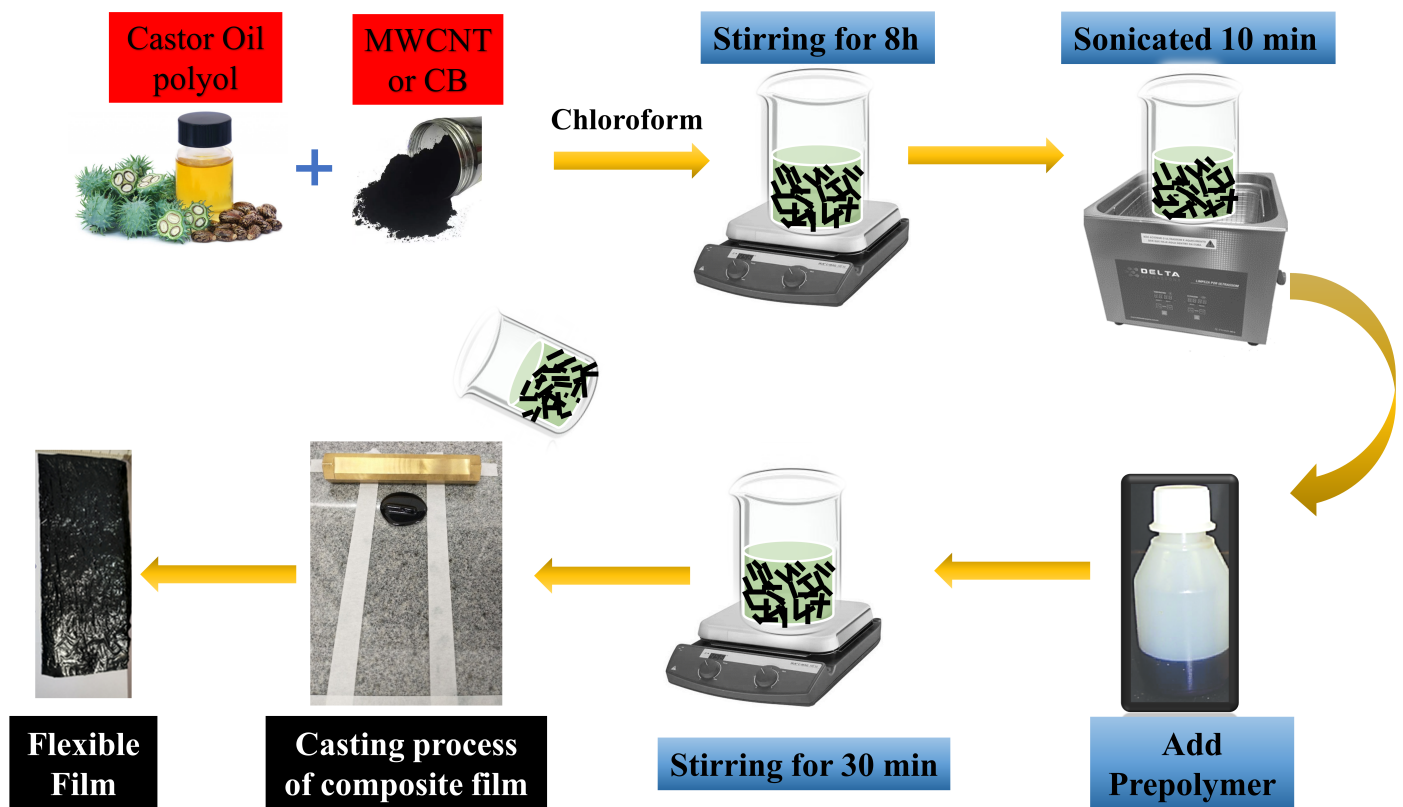 Castor Oil
polyol
MWCNT
or CB
Chloroform
Stirring for 8h
Sonicated 10 min
DELTA
Flexible
Film
Casting process
of composite film
Stirring for 30 min
Add
Prepolymer